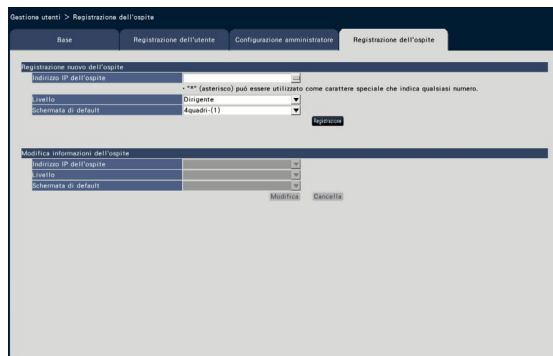 Gestione utenti > Registrazione dell'ospite
Base
Registrazione dell'utente
Configurazione amministratore
Registrazione dell'ospite
Registrazione nuovo dell'ospite
Indirizzo IP dell'ospite
• "*" (asterisco) può essere utilizzato come carattere speciale che indica qualsiasi numero.
Livello Dirigente
Schermata di default 4quadri-(1)
Registrazione
Modifica informazioni dell'ospite
Indirizzo IP dell'ospite
Livello
Schermata di default
Modifica Cancella